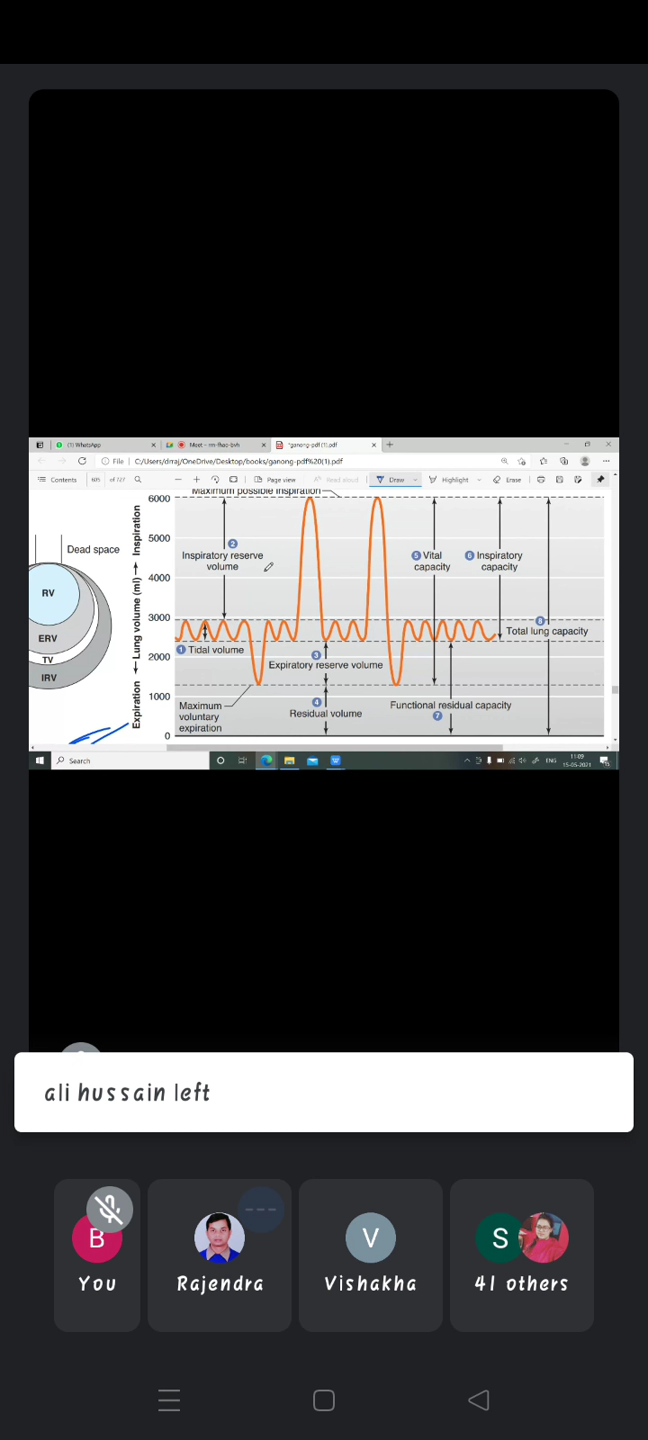 (1) WhatsApp
*ganong-pdf (1).pdf
File
C:/Users/drraj/OneDrive/Desktop/books/ganong-pdf%20(1).pdf
Contents
605
of 727
Page view
Read aloud
Draw
Highlight
Erase
Maximum possible inspiration
6000
5000
4000
3000
2000
1000
0
Expiration ← Lung volume (ml) → Inspiration
Dead space
RV
ERV
TV
IRV
2
Inspiratory reserve
volume
5 Vital
capacity
6 Inspiratory
capacity
8
Total lung capacity
1 Tidal volume
3
Expiratory reserve volume
4
Residual volume
Maximum
voluntary
expiration
Functional residual capacity
7
Search
ENG
11:09
15-05-2021
ali hussain left
B
You
Rajendra
V
Vishakha
S
41 others